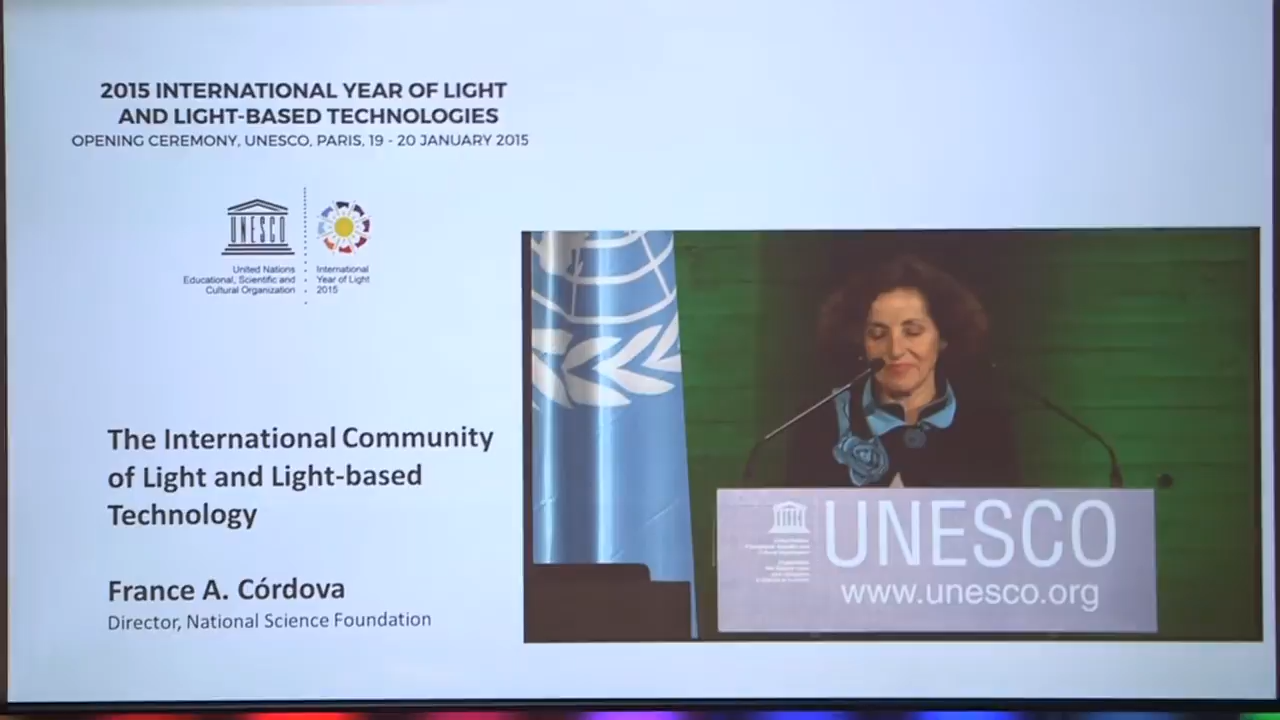 2015 INTERNATIONAL YEAR OF LIGHT
AND LIGHT-BASED TECHNOLOGIES
OPENING CEREMONY, UNESCO, PARIS, 19 - 20 JANUARY 2015
UNESCO
United Nations
Educational, Scientific and
Cultural Organization
International
Year of Light
2015
The International Community
of Light and Light-based
Technology
France A. Córdova
Director, National Science Foundation
UNESCO
www.unesco.org